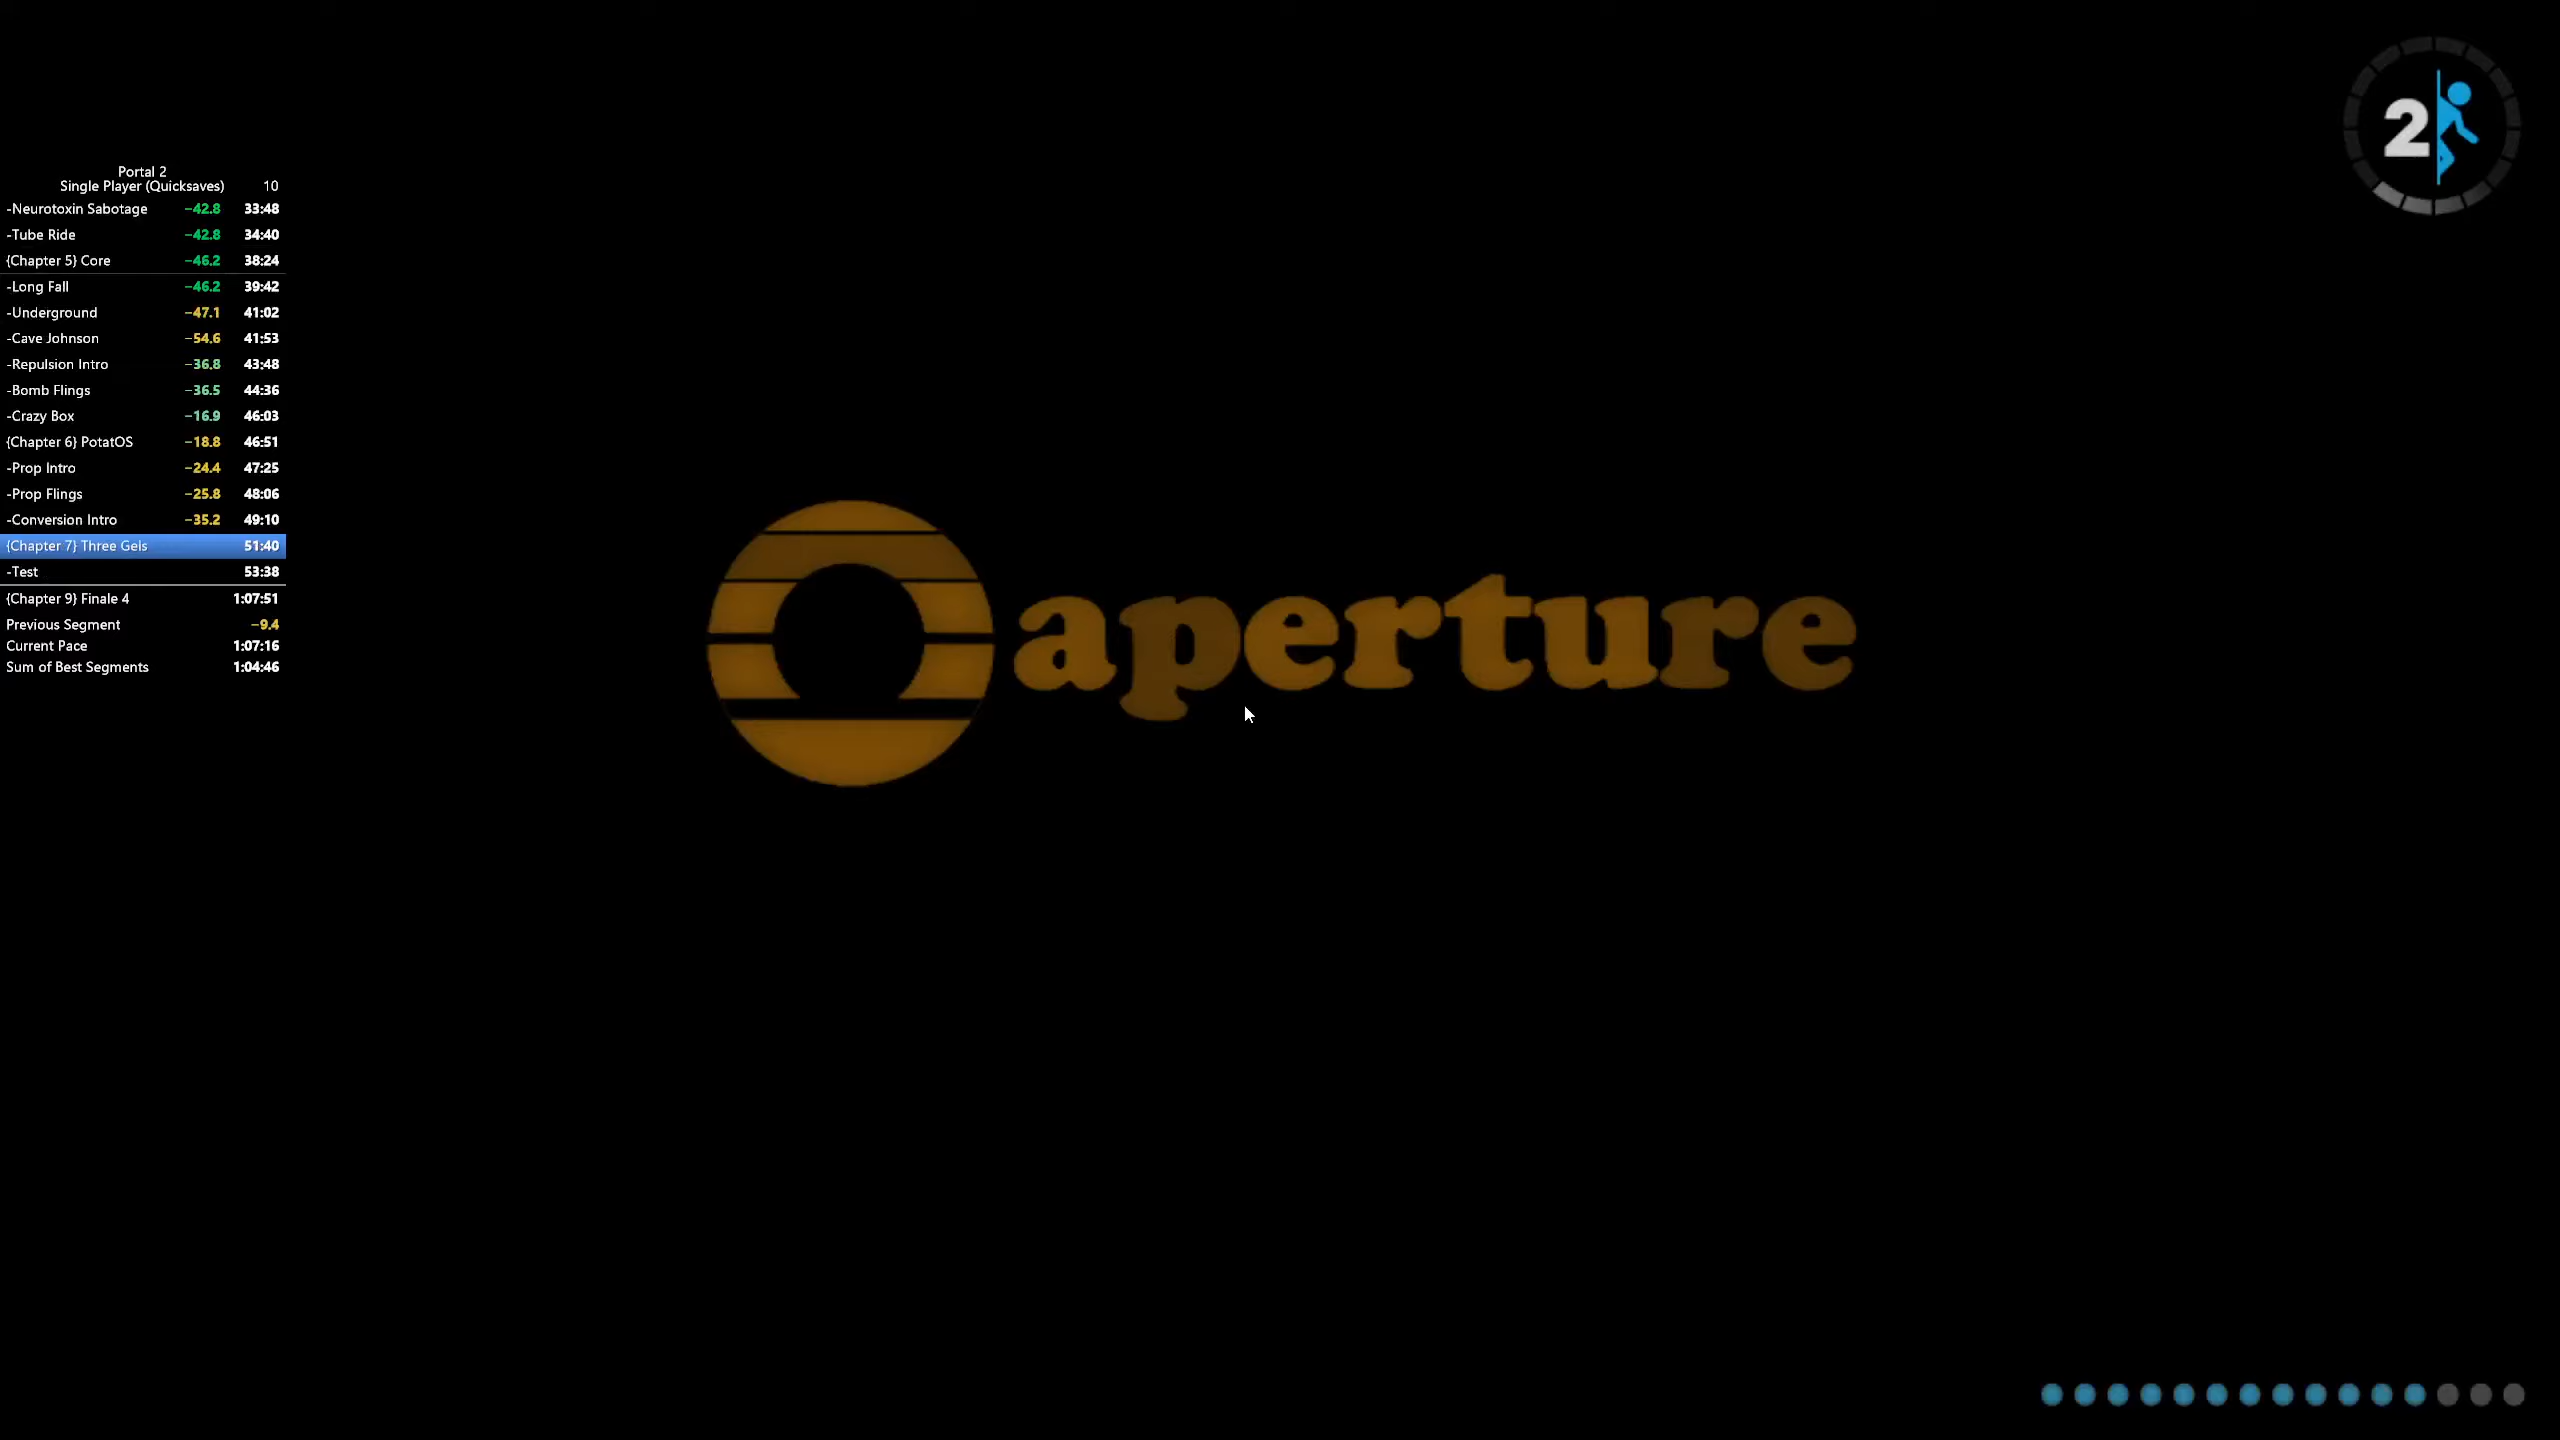 Portal 2
Single Player (Quicksaves) 10
-Neurotoxin Sabotage −42.8 33:48
-Tube Ride −42.8 34:40
{Chapter 5} Core −46.2 38:24
-Long Fall −46.2 39:42
-Underground −47.1 41:02
-Cave Johnson −54.6 41:53
-Repulsion Intro −36.8 43:48
-Bomb Flings −36.5 44:36
-Crazy Box −16.9 46:03
{Chapter 6} PotatOS −18.8 46:51
-Prop Intro −24.4 47:25
-Prop Flings −25.8 48:06
-Conversion Intro −35.2 49:10
{Chapter 7} Three Gels 51:40
-Test 53:38
{Chapter 9} Finale 4 1:07:51
Previous Segment −9.4
Current Pace 1:07:16
Sum of Best Segments 1:04:46
2
aperture